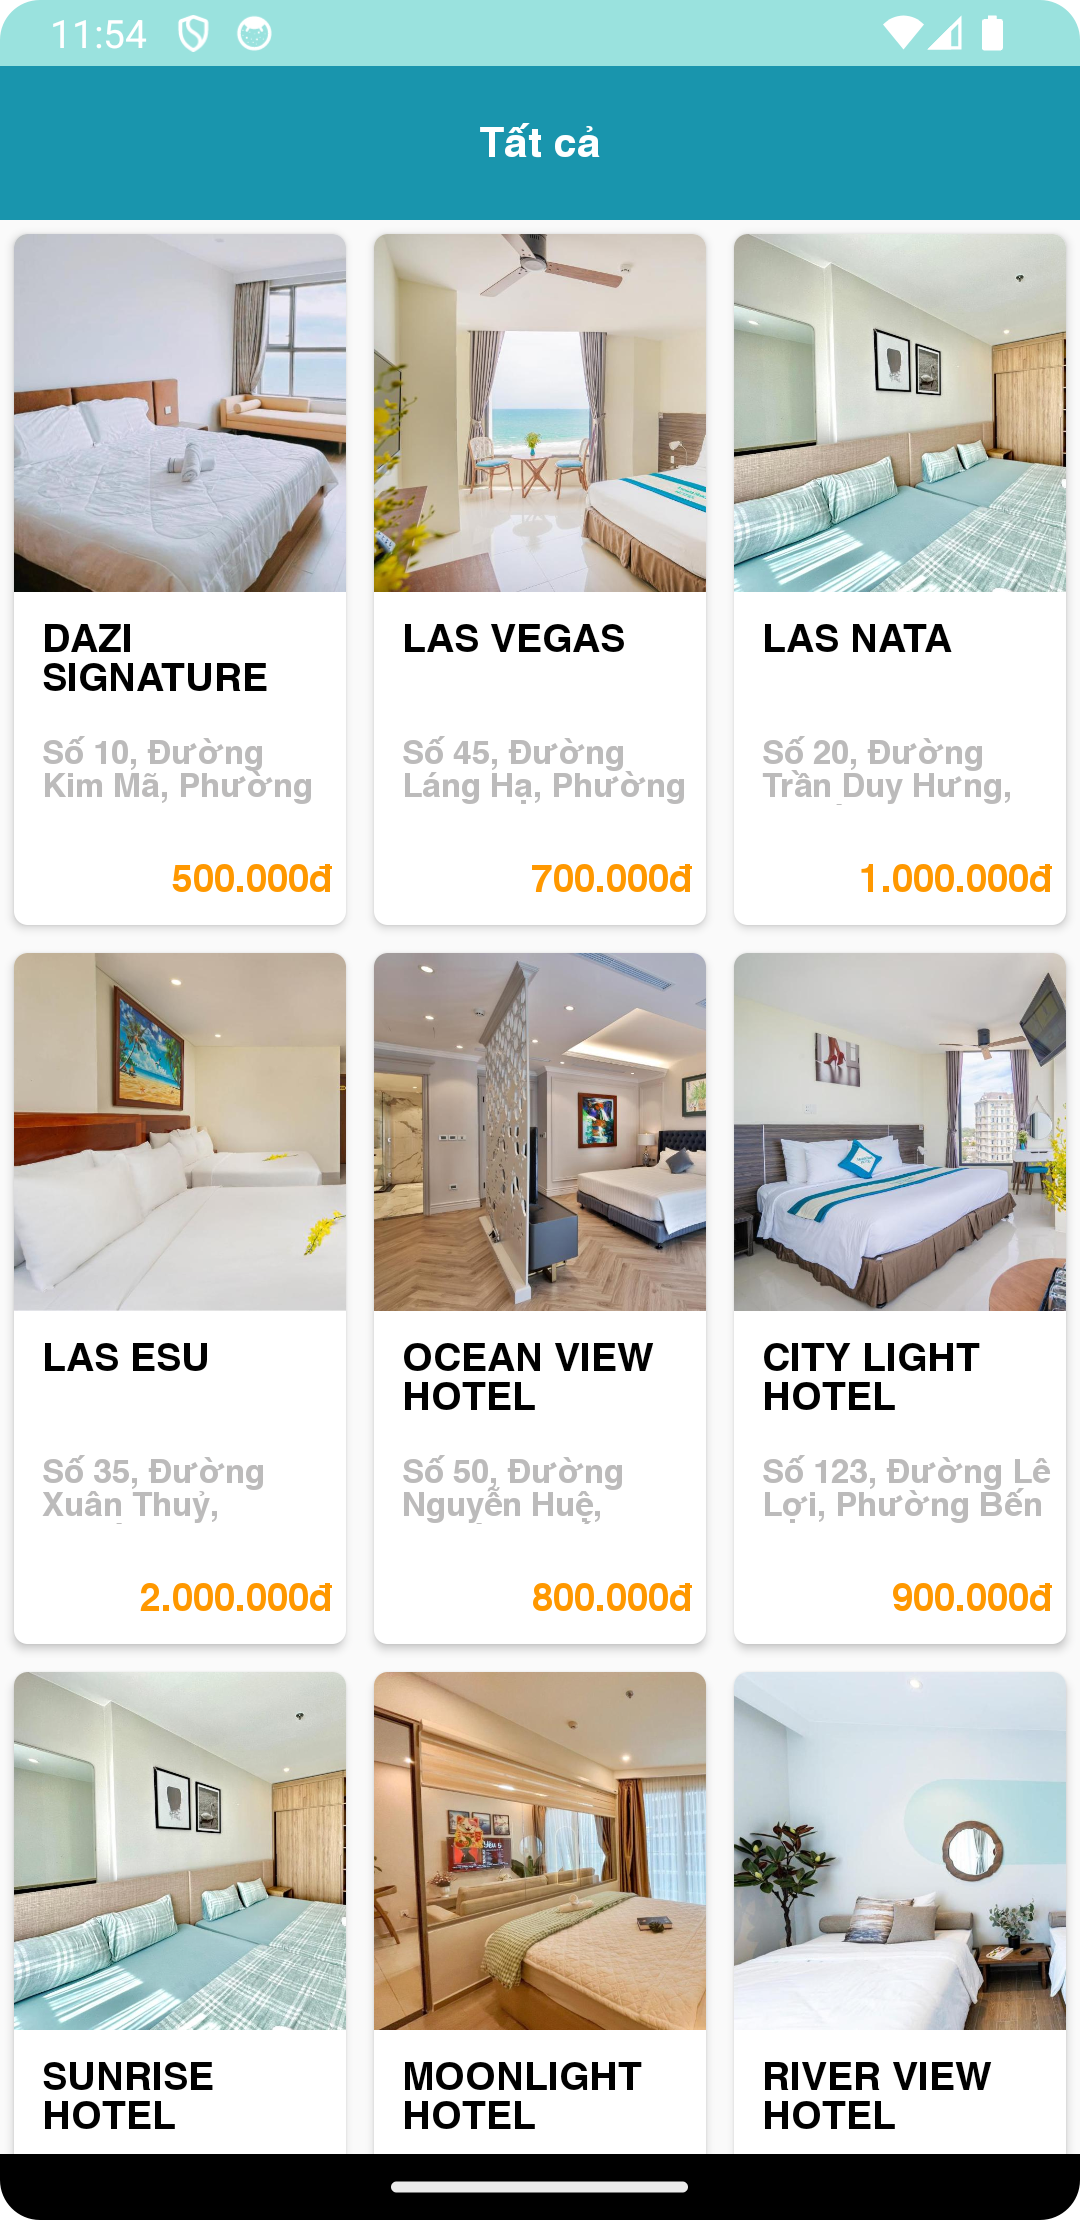 11:54
Tất cả
DAZI
SIGNATURE
Số 10, Đường
Kim Mã, Phường
500.000đ
LAS VEGAS
Số 45, Đường
Láng Hạ, Phường
700.000đ
LAS NATA
Số 20, Đường
Trần Duy Hưng,
1.000.000đ
LAS ESU
Số 35, Đường
Xuân Thuỷ,
2.000.000đ
OCEAN VIEW
HOTEL
Số 50, Đường
Nguyễn Huệ,
800.000đ
CITY LIGHT
HOTEL
Số 123, Đường Lê
Lợi, Phường Bến
900.000đ
SUNRISE
HOTEL
MOONLIGHT
HOTEL
RIVER VIEW
HOTEL